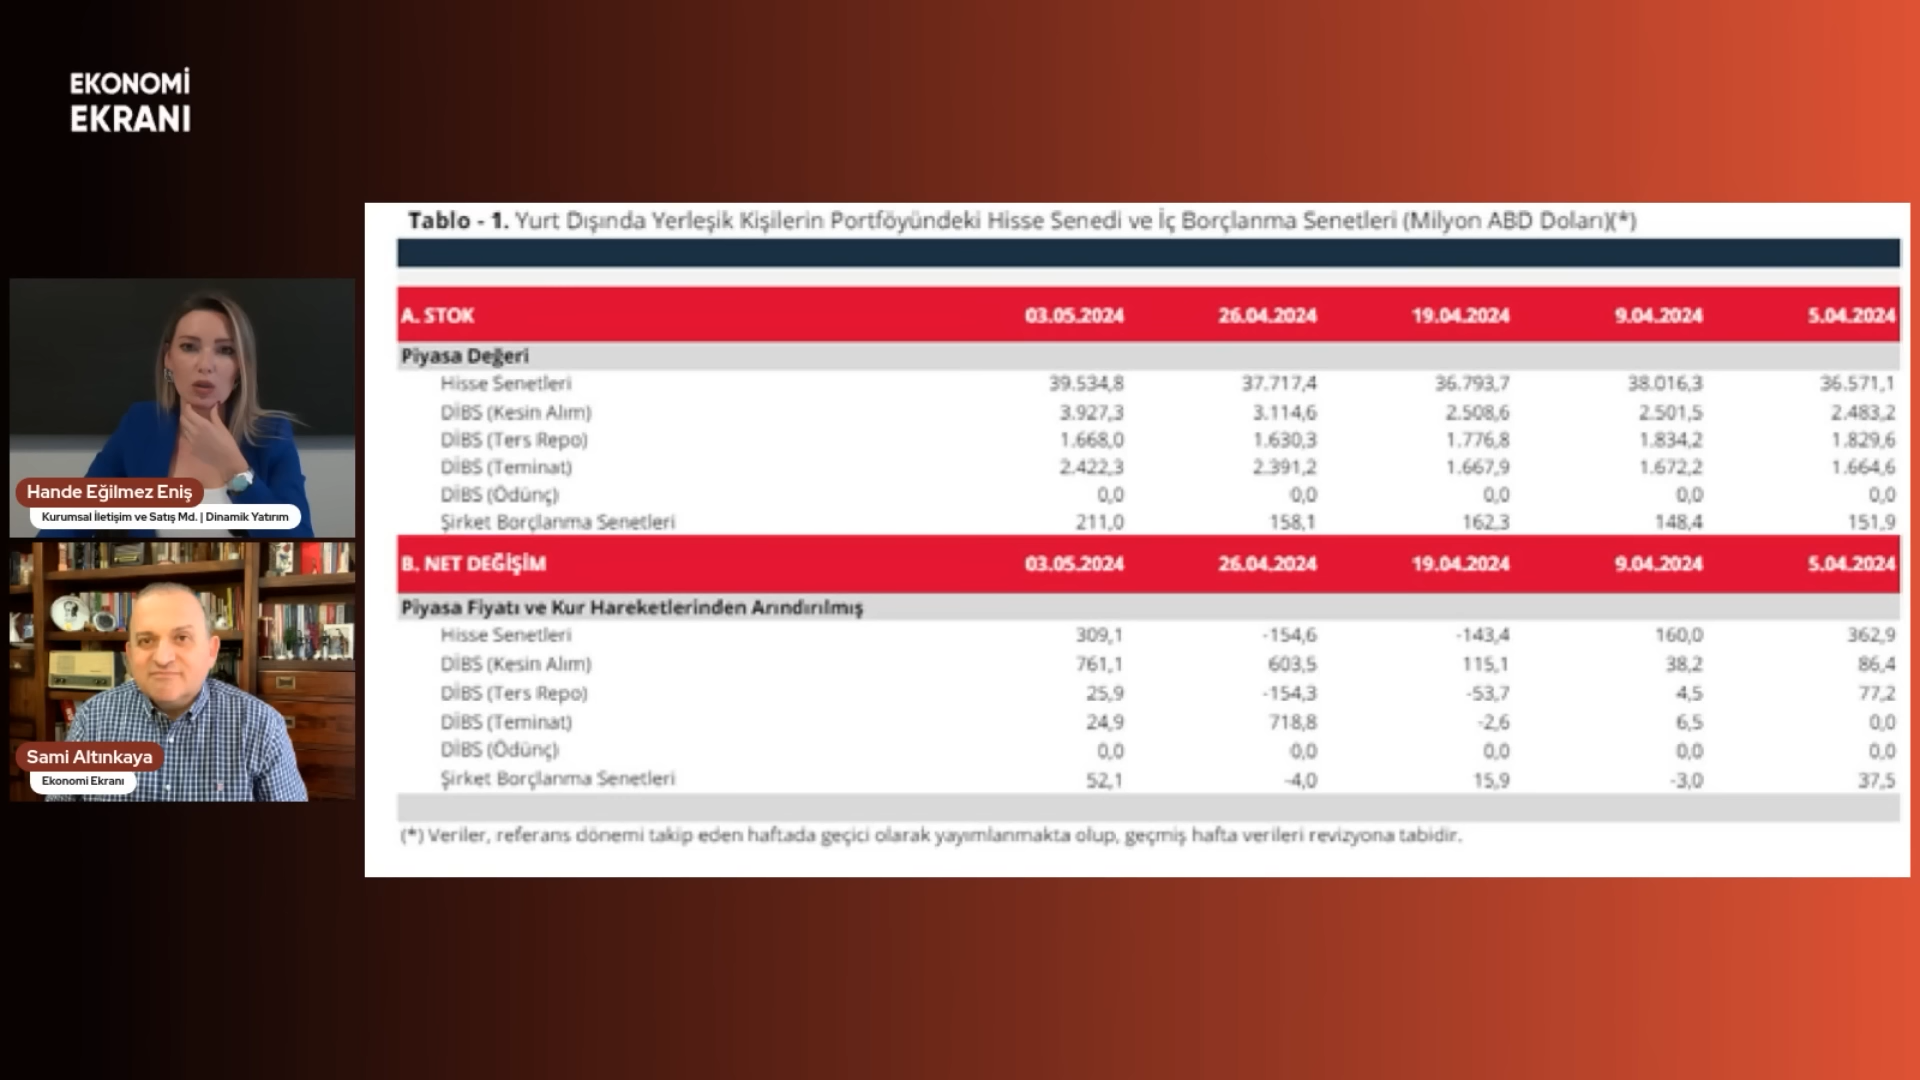 EKONOMİ
EKRANI
Tablo - 1. Yurt Dışında Yerleşik Kişilerin Portföyündeki Hisse Senedi ve İç Borçlanma Senetleri (Milyon ABD Doları)(*)
A. STOK 03.05.2024 26.04.2024 19.04.2024 9.04.2024 5.04.2024
Piyasa Değeri
Hisse Senetleri 39.534,8 37.717,4 36.793,7 38.016,3 36.571,1
DİBS (Kesin Alım) 3.927,3 3.114,6 2.508,6 2.501,5 2.483,2
DİBS (Ters Repo) 1.668,0 1.630,3 1.776,8 1.834,2 1.829,6
DİBS (Teminat) 2.422,3 2.391,2 1.667,9 1.672,2 1.664,6
DİBS (Ödünç) 0,0 0,0 0,0 0,0 0,0
Şirket Borçlanma Senetleri 211,0 158,1 162,3 148,4 151,9
B. NET DEĞİŞİM 03.05.2024 26.04.2024 19.04.2024 9.04.2024 5.04.2024
Piyasa Fiyatı ve Kur Hareketlerinden Arındırılmış
Hisse Senetleri 309,1 -154,6 -143,4 160,0 362,9
DİBS (Kesin Alım) 761,1 603,5 115,1 38,2 86,4
DİBS (Ters Repo) 25,9 -154,3 -53,7 4,5 77,2
DİBS (Teminat) 24,9 718,8 -2,6 6,5 0,0
DİBS (Ödünç) 0,0 0,0 0,0 0,0 0,0
Şirket Borçlanma Senetleri 52,1 -4,0 15,9 -3,0 37,5
(*) Veriler, referans dönemi takip eden haftada geçici olarak yayımlanmakta olup, geçmiş hafta verileri revizyona tabidir.
Hande Eğilmez Eniş
Kurumsal İletişim ve Satış Md. | Dinamik Yatırım
Sami Altınkaya
Ekonomi Ekranı